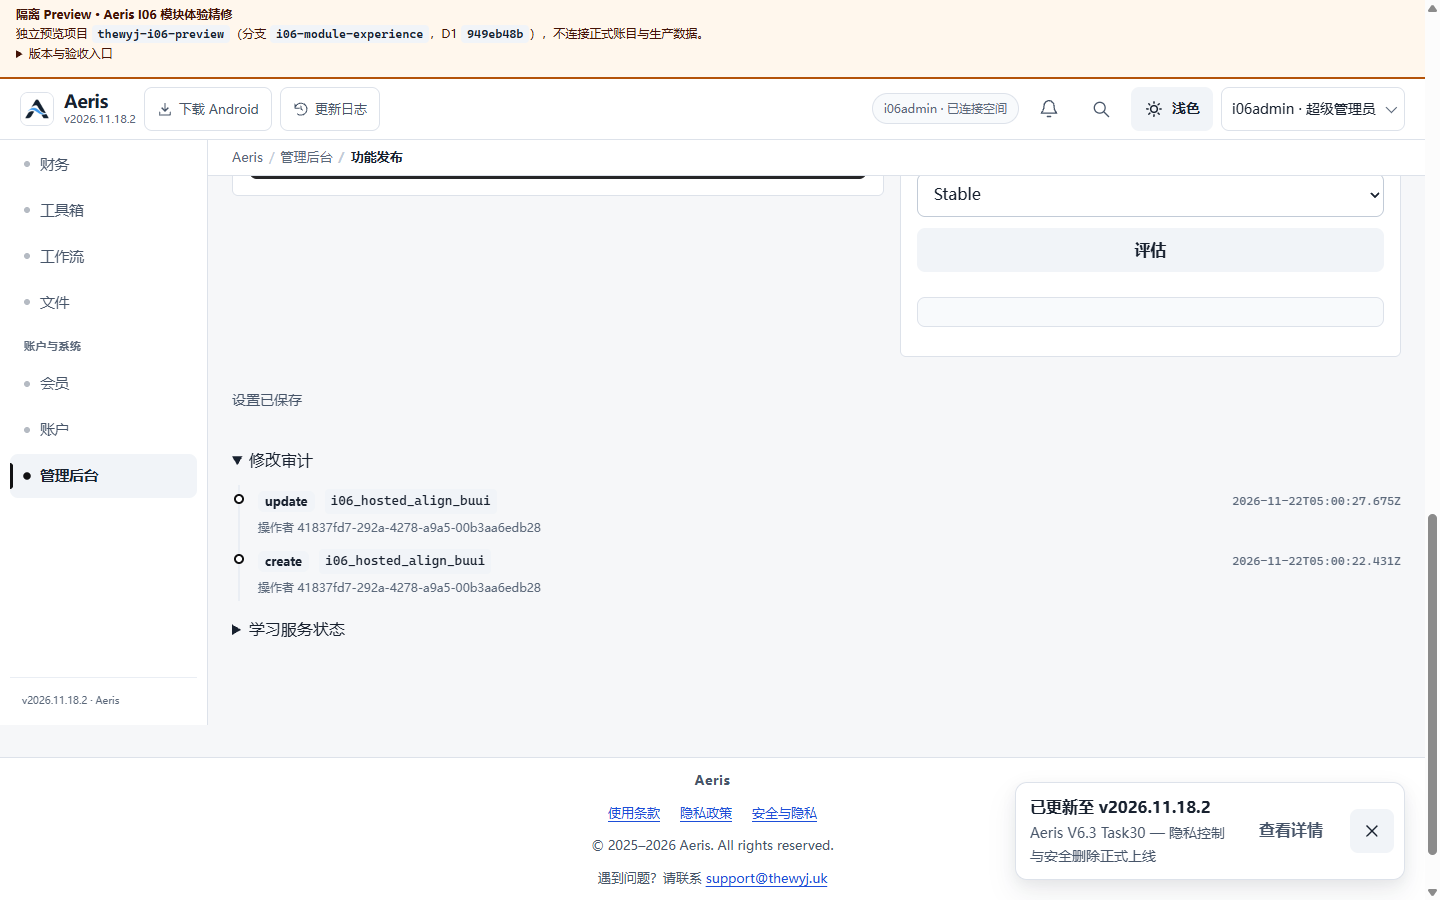 隔离 Preview • Aeris I06 模块体验精修
独立预览项目 thewyj-i06-preview (分支 i06-module-experience , D1 949eb48b ) ，不连接正式账目与生产数据。
▶ 版本与验收入口
Aeris
v2026.11.18.2
下载 Android
更新日志
i06admin · 已连接空间
浅色
i06admin · 超级管理员
财务
工具箱
工作流
文件
账户与系统
会员
账户
管理后台
v2026.11.18.2 · Aeris
Aeris / 管理后台 / 功能发布
Stable
评估
设置已保存
▼ 修改审计
update i06_hosted_align_buui 2026-11-22T05:00:27.675Z
操作者 41837fd7-292a-4278-a9a5-00b3aa6edb28
create i06_hosted_align_buui 2026-11-22T05:00:22.431Z
操作者 41837fd7-292a-4278-a9a5-00b3aa6edb28
▶ 学习服务状态
Aeris
使用条款 隐私政策 安全与隐私
© 2025–2026 Aeris. All rights reserved.
遇到问题？请联系 support@thewyj.uk
已更新至 v2026.11.18.2
Aeris V6.3 Task30 — 隐私控制
与安全删除正式上线
查看详情